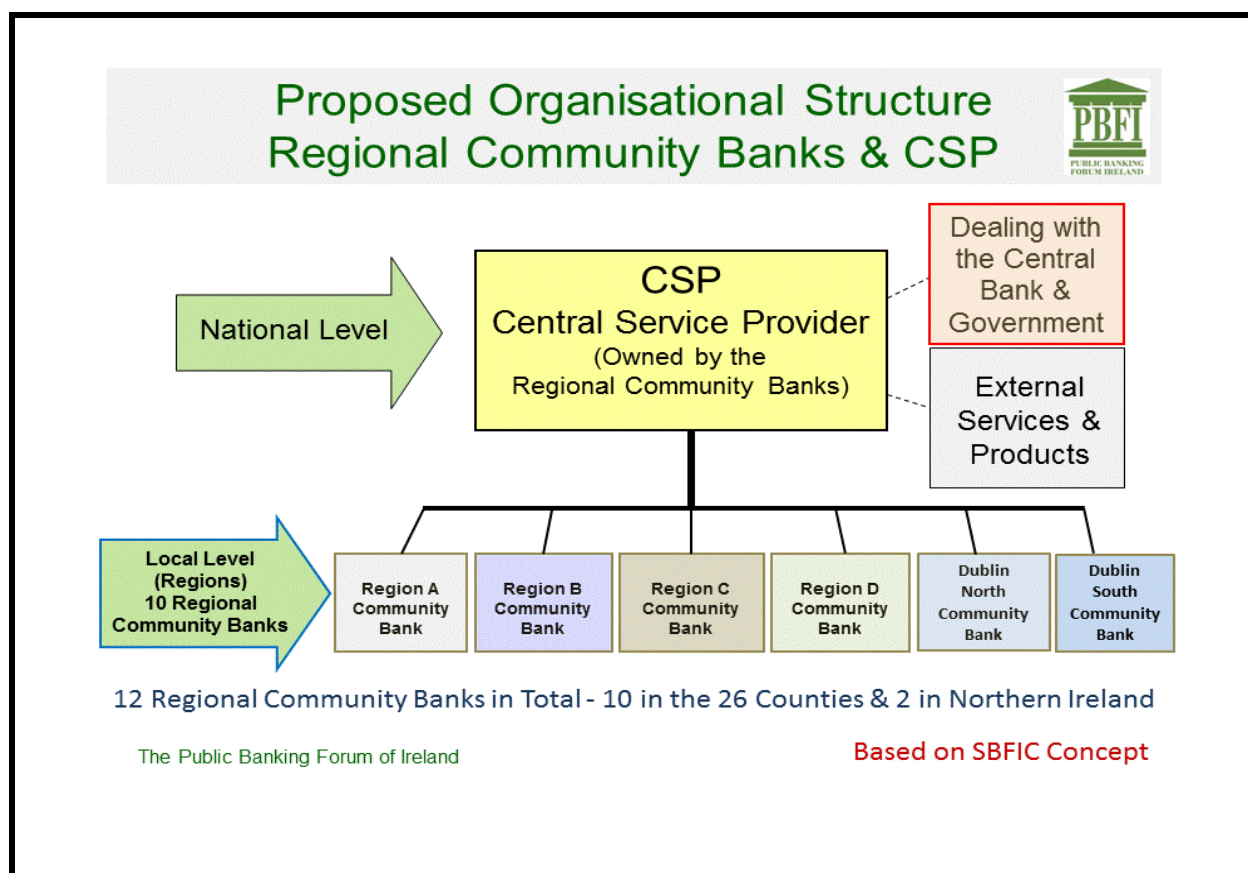 Proposed Organisational Structure
Regional Community Banks & CSP
PBFI
PUBLIC BANKING
FORUM IRELAND
National Level
CSP
Central Service Provider
(Owned by the
Regional Community Banks)
Dealing with
the Central
Bank &
Government
External
Services &
Products
Local Level
(Regions)
10 Regional
Community Banks
Region A
Community
Bank
Region B
Community
Bank
Region C
Community
Bank
Region D
Community
Bank
Dublin
North
Community
Bank
Dublin
South
Community
Bank
12 Regional Community Banks in Total - 10 in the 26 Counties & 2 in Northern Ireland
The Public Banking Forum of Ireland
Based on SBFIC Concept